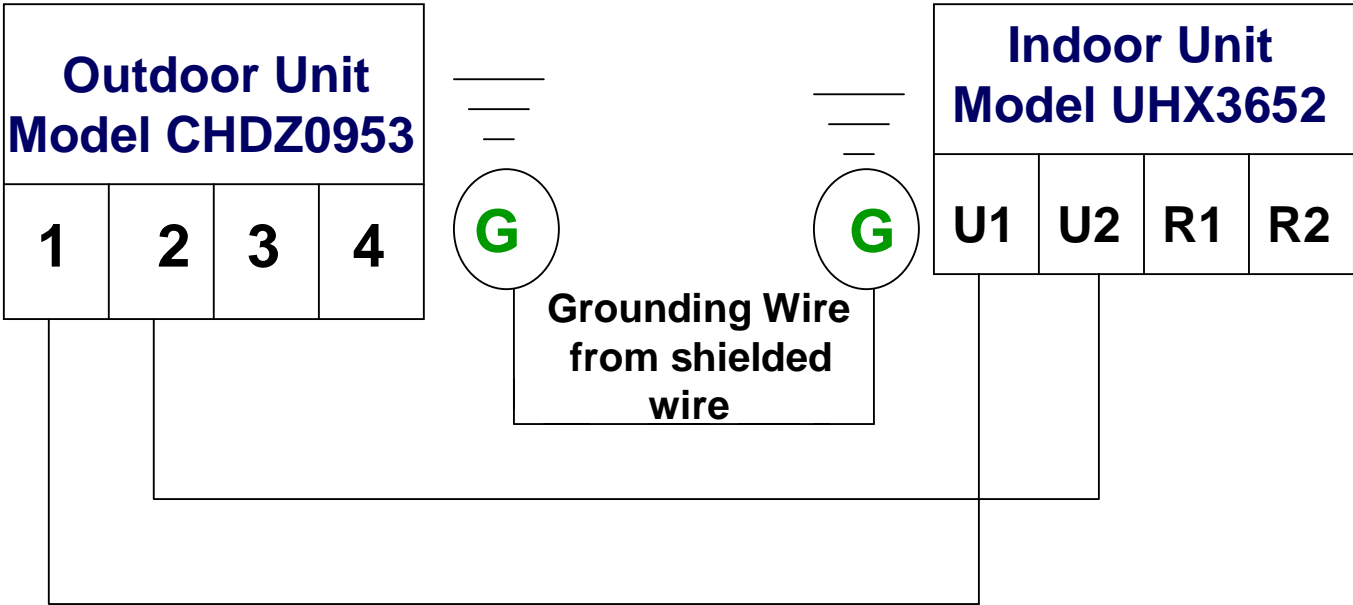 Outdoor Unit
Model CHDZ0953
1 2 3 4
G
Grounding Wire
from shielded
wire
G
Indoor Unit
Model UHX3652
U1 U2 R1 R2